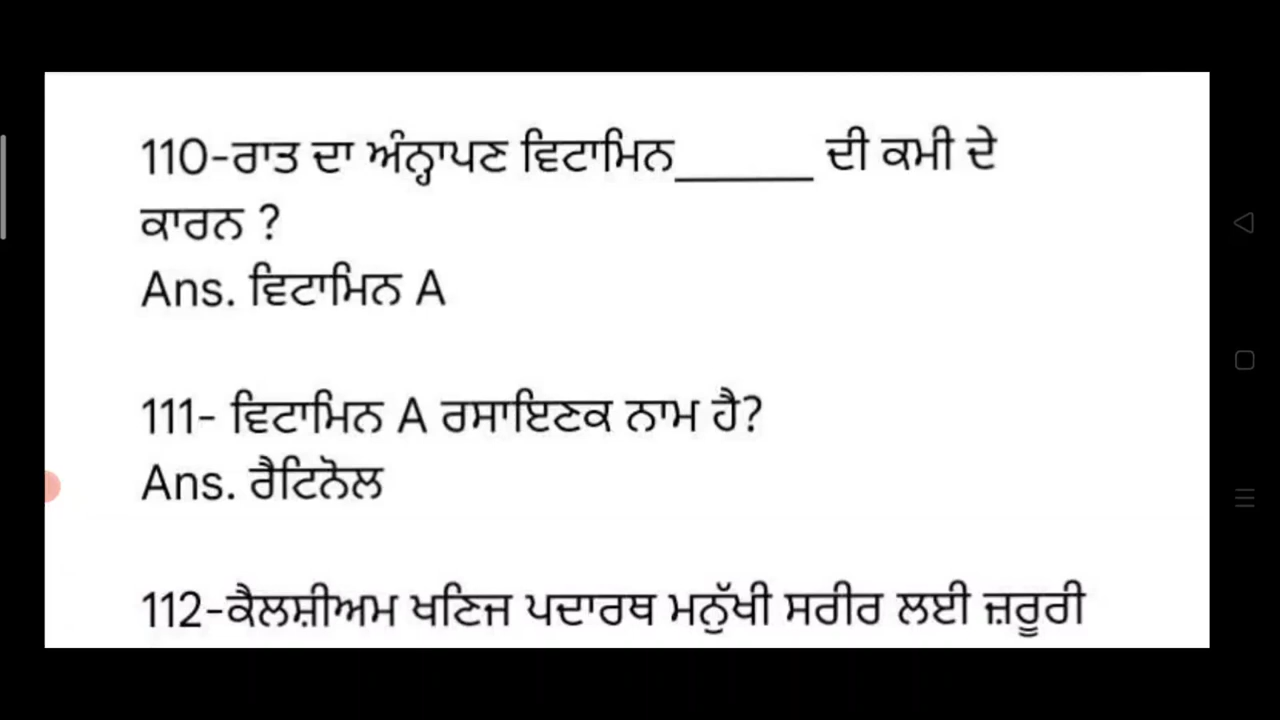 110-ਰਾਤ ਦਾ ਅੰਨ੍ਹਾਪਣ ਵਿਟਾਮਿਨ______ ਦੀ ਕਮੀ ਦੇ
ਕਾਰਨ ?
Ans. ਵਿਟਾਮਿਨ A
111- ਵਿਟਾਮਿਨ A ਰਸਾਇਣਕ ਨਾਮ ਹੈ?
Ans. ਰੈਟਿਨੋਲ
112-ਕੈਲਸ਼ੀਅਮ ਖਣਿਜ ਪਦਾਰਥ ਮਨੁੱਖੀ ਸਰੀਰ ਲਈ ਜ਼ਰੂਰੀ